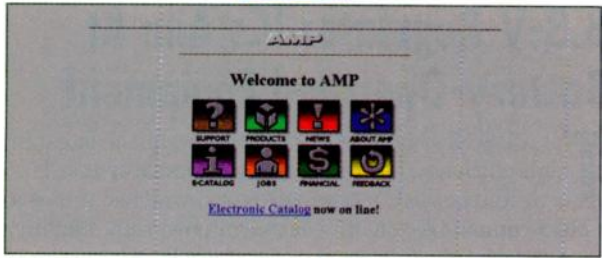 AMP
Welcome to AMP
SUPPORT PRODUCTS NEWS ABOUT AMP
E-CATALOG JOBS FINANCIAL FEEDBACK
Electronic Catalog now on line!